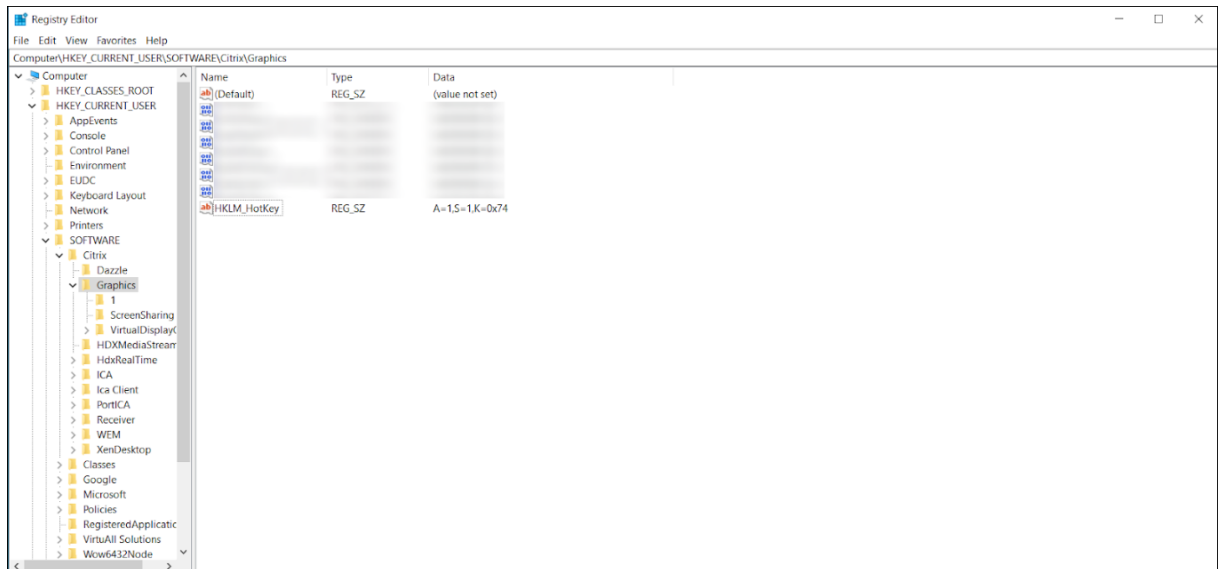 Registry Editor
File Edit View Favorites Help
Computer\HKEY_CURRENT_USER\SOFTWARE\Citrix\Graphics
Computer
HKEY_CLASSES_ROOT
HKEY_CURRENT_USER
AppEvents
Console
Control Panel
Environment
EUDC
Keyboard Layout
Network
Printers
SOFTWARE
Citrix
Dazzle
Graphics
1
ScreenSharing
VirtualDisplay
HDXMediaStream
HdxRealTime
ICA
Ica Client
PortICA
Receiver
WEM
XenDesktop
Classes
Google
Microsoft
Policies
RegisteredApplicatic
VirtuAll Solutions
Wow6432Node
Name Type Data
(Default) REG_SZ (value not set)
HKLM_HotKey REG_SZ A=1,S=1,K=0x74